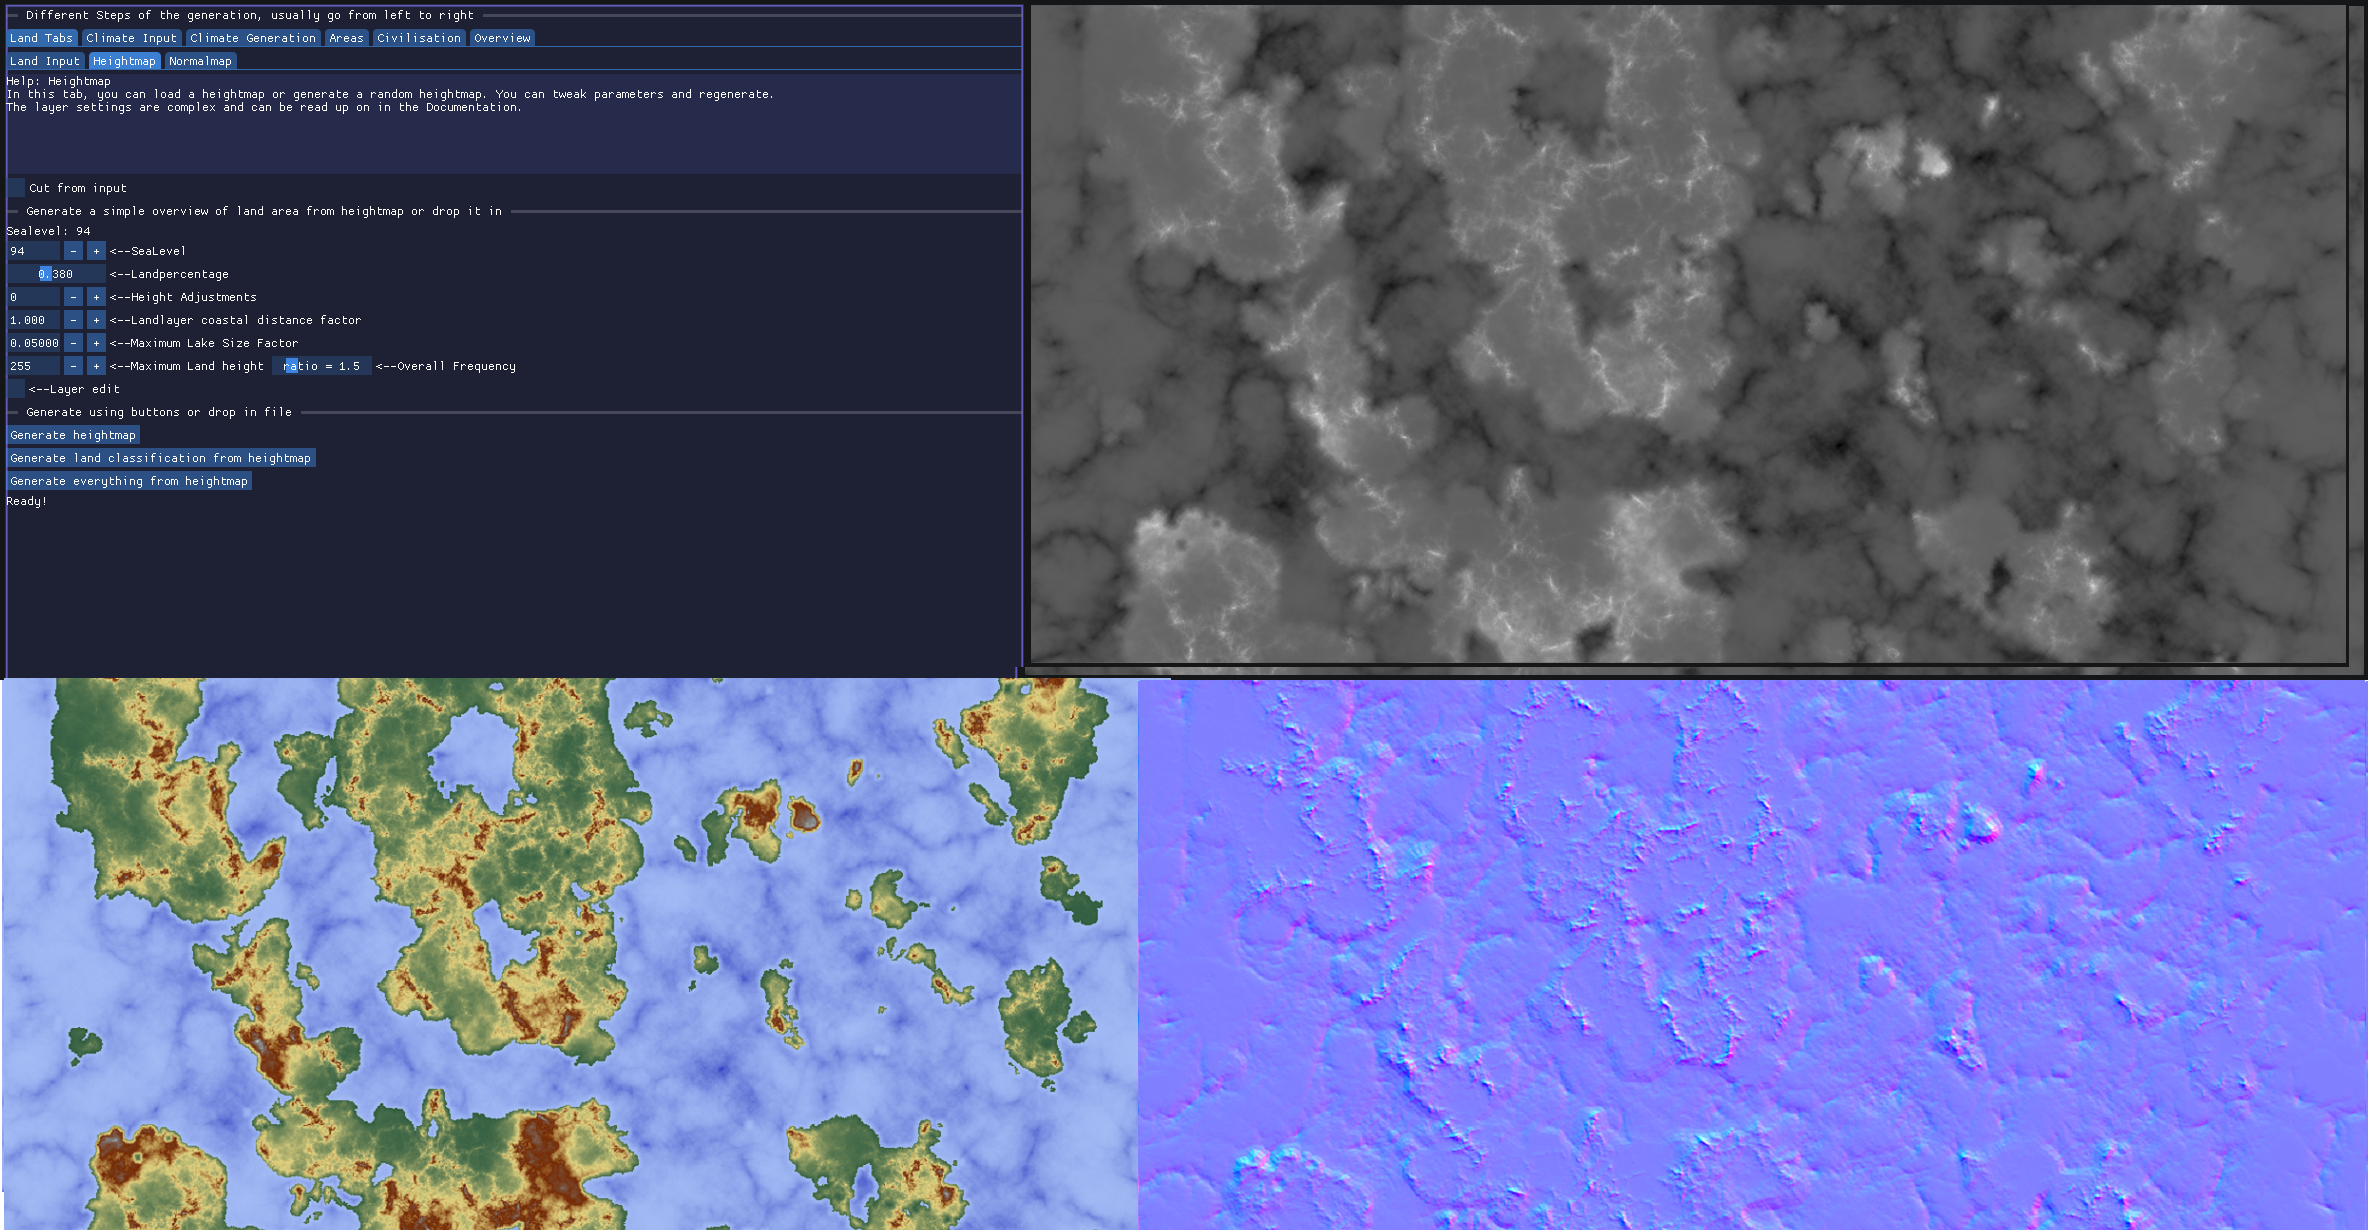 Different Steps of the generation, usually go from left to right
Land Tabs Climate Input Climate Generation Areas Civilisation Overview
Land Input Heightmap Normalmap
Help: Heightmap
In this tab, you can load a heightmap or generate a random heightmap. You can tweak parameters and regenerate.
The layer settings are complex and can be read up on in the Documentation.
Cut from input
Generate a simple overview of land area from heightmap or drop it in
Sealevel: 94
94 - + <--SeaLevel
0.380 <--Landpercentage
0 - + <--Height Adjustments
1.000 - + <--Landlayer coastal distance factor
0.05000 - + <--Maximum Lake Size Factor
255 - + <--Maximum Land height ratio = 1.5 <--Overall Frequency
<--Layer edit
Generate using buttons or drop in file
Generate heightmap
Generate land classification from heightmap
Generate everything from heightmap
Ready!